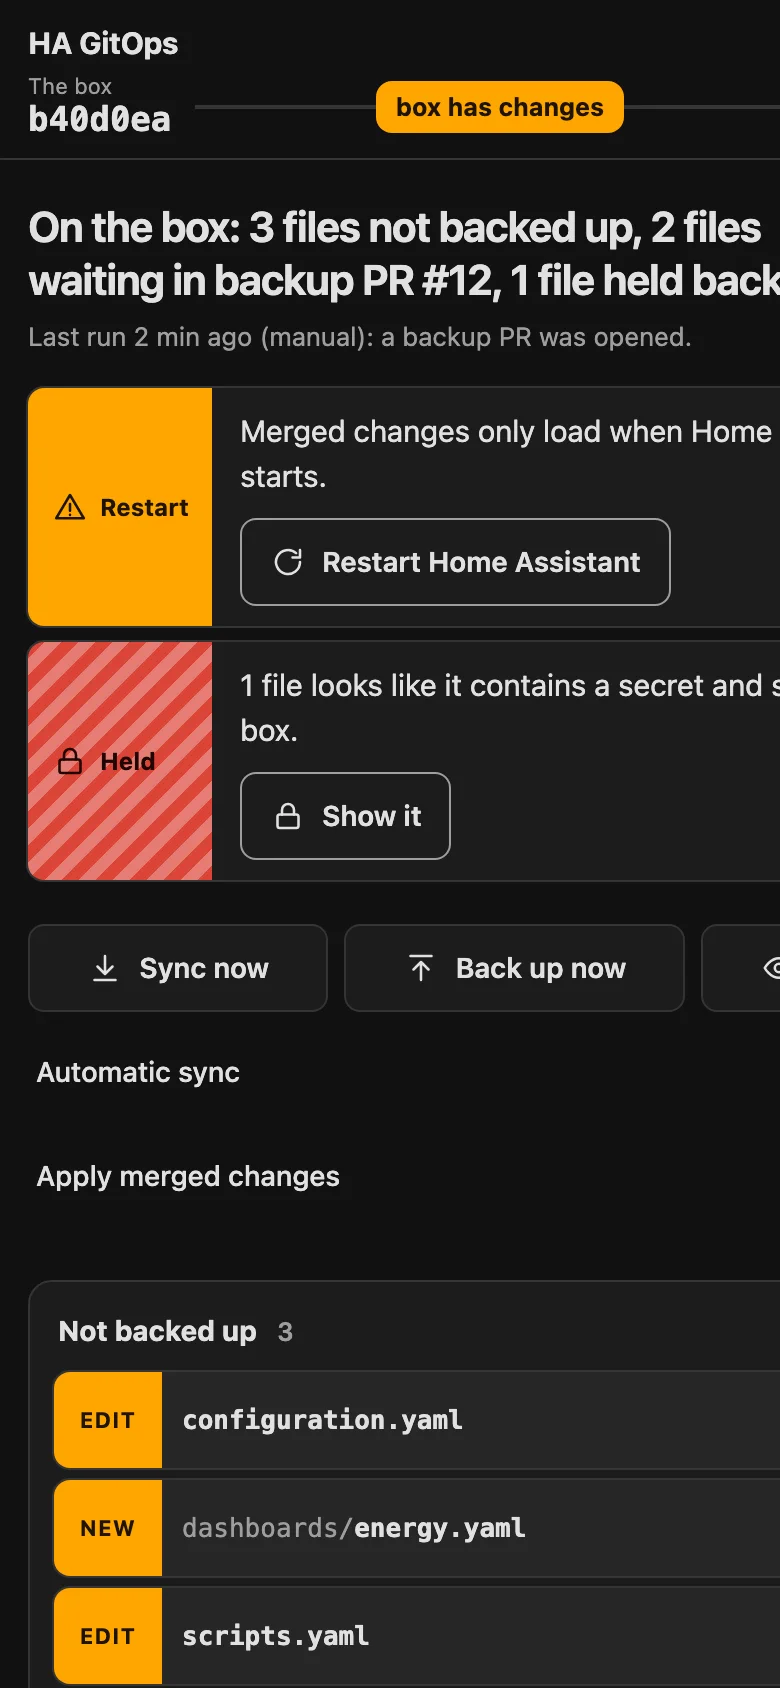 HA GitOps
The box
b40d0ea
box has changes
On the box: 3 files not backed up, 2 files
waiting in backup PR #12, 1 file held back
Last run 2 min ago (manual): a backup PR was opened.
Restart
Merged changes only load when Home
starts.
Restart Home Assistant
Held
1 file looks like it contains a secret and
box.
Show it
Sync now
Back up now
Automatic sync
Apply merged changes
Not backed up 3
EDIT configuration.yaml
NEW dashboards/energy.yaml
EDIT scripts.yaml